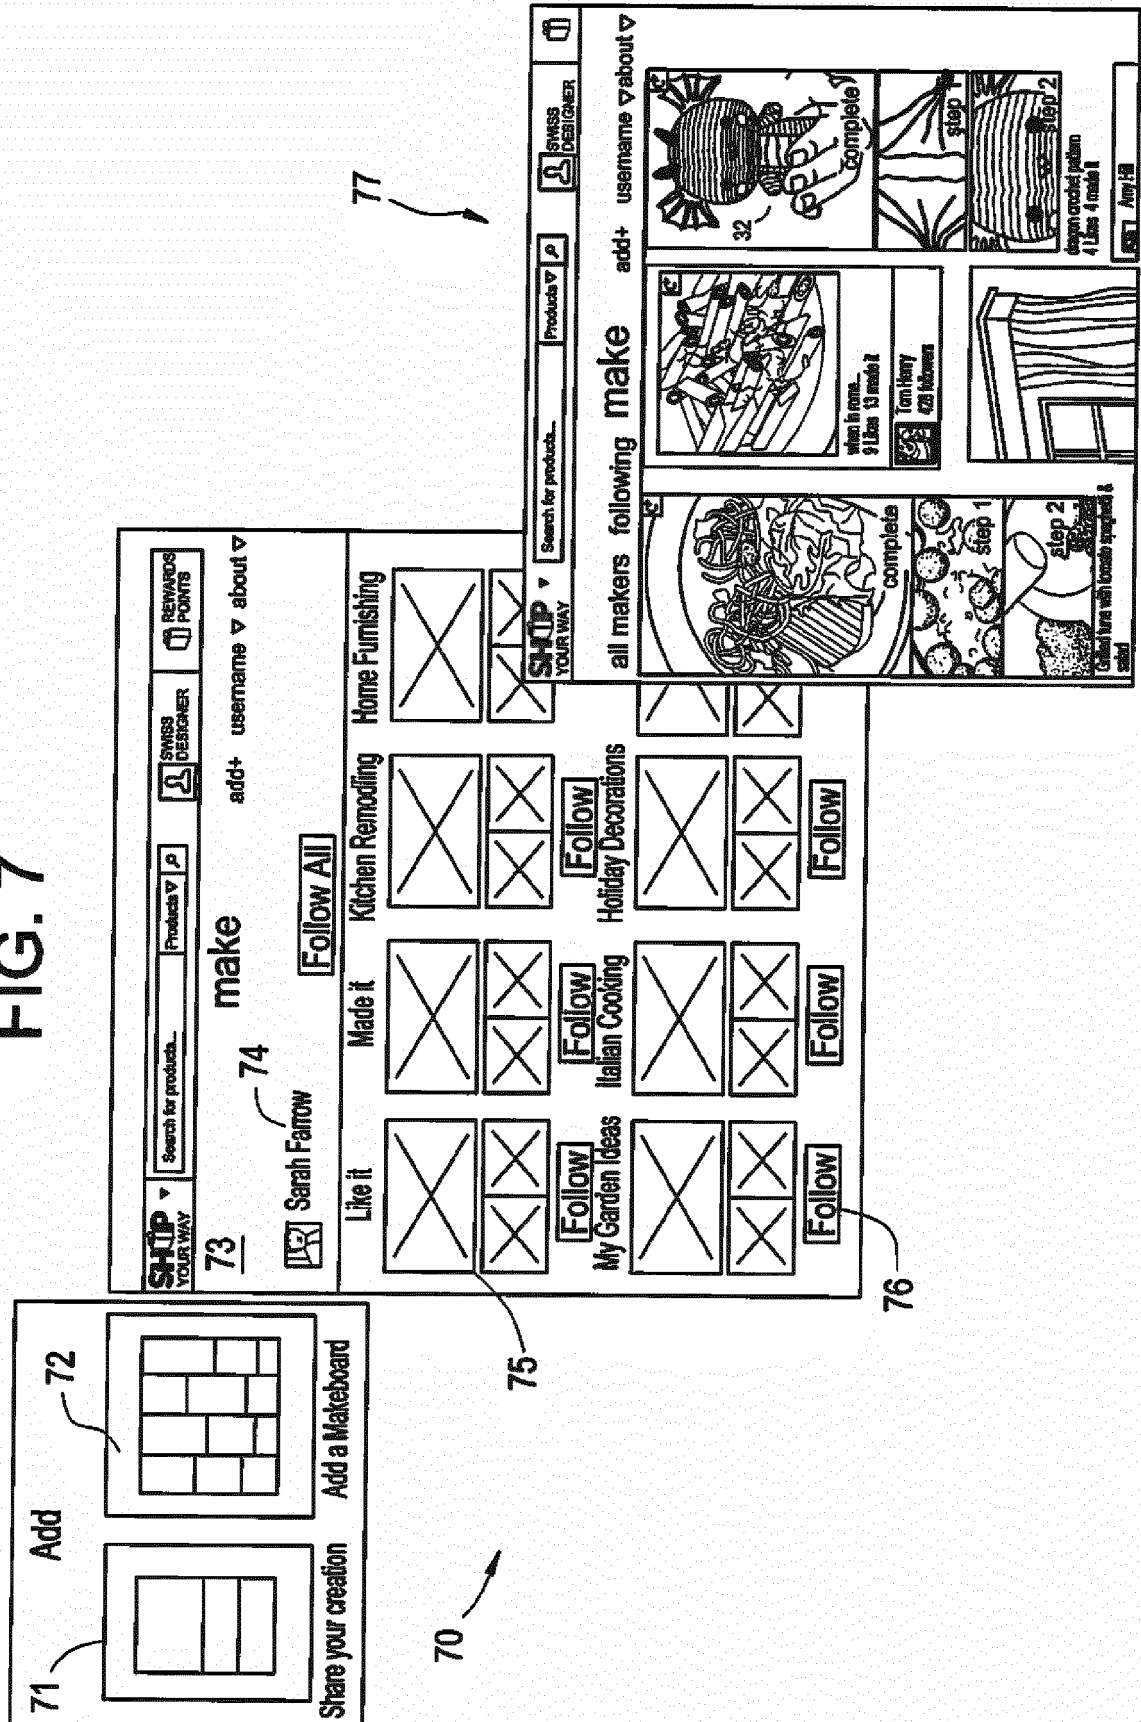 FIG. 7
Add
71
72
Share your creation
Add a Makeboard
70
SHOP
YOUR WAY
Search for products...
Products
SWISS
DESIGNER
REWARDS
POINTS
73
make
add+ username about
74
Sarah Farrow
Follow All
Like it
Made it
Kitchen Remodling
Home Furnishing
75
Follow
Follow
Follow
My Garden Ideas
Italian Cooking
Holiday Decorations
Follow
Follow
Follow
76
77
SHOP
YOUR WAY
Search for products...
Products
SWISS
DESIGNER
all makers following make add+ username about
complete
step 1
step 2
Grilled tuna with tomato spaghetti &
salad
when in rome...
9 Likes 13 made it
Tom Hanry
428 followers
32
complete
step 1
step 2
dragon crochet pattern
4 Likes 4 made it
Amy Hill